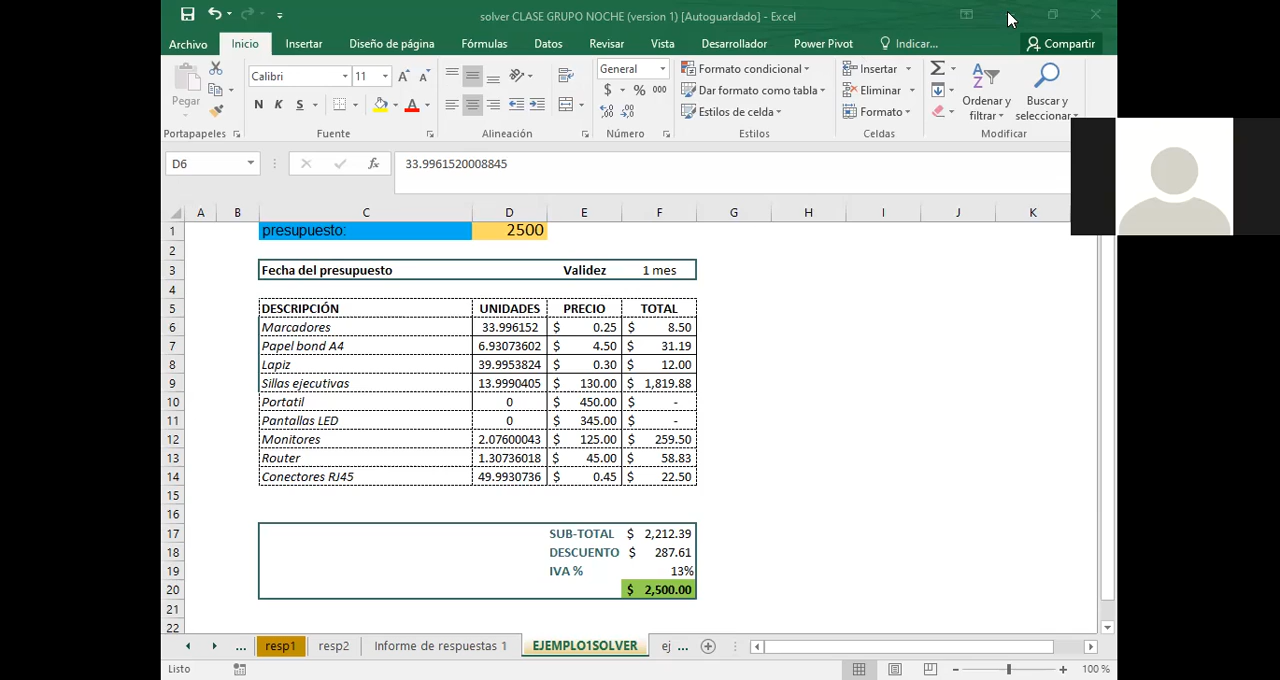 solver CLASE GRUPO NOCHE (version 1) [Autoguardado] - Excel
Archivo Inicio Insertar Diseño de página Fórmulas Datos Revisar Vista Desarrollador Power Pivot Indicar... Compartir
Pegar
Calibri 11
N K S
General
$ % 000
Formato condicional
Dar formato como tabla
Estilos de celda
Insertar
Eliminar
Formato
Ordenar y filtrar
Buscar y seleccionar
Portapapeles Fuente Alineación Número Estilos Celdas Modificar
D6 fx 33.9961520008845
A B C D E F G H I J K
1 presupuesto: 2500
2
3 Fecha del presupuesto Validez 1 mes
4
5 DESCRIPCIÓN UNIDADES PRECIO TOTAL
6 Marcadores 33.996152 $ 0.25 $ 8.50
7 Papel bond A4 6.93073602 $ 4.50 $ 31.19
8 Lapiz 39.9953824 $ 0.30 $ 12.00
9 Sillas ejecutivas 13.9990405 $ 130.00 $ 1,819.88
10 Portatil 0 $ 450.00 $ -
11 Pantallas LED 0 $ 345.00 $ -
12 Monitores 2.07600043 $ 125.00 $ 259.50
13 Router 1.30736018 $ 45.00 $ 58.83
14 Conectores RJ45 49.9930736 $ 0.45 $ 22.50
15
16
17 SUB-TOTAL $ 2,212.39
18 DESCUENTO $ 287.61
19 IVA % 13%
20 $ 2,500.00
21
22
... resp1 resp2 Informe de respuestas 1 EJEMPLO1SOLVER ej ...
Listo 100 %